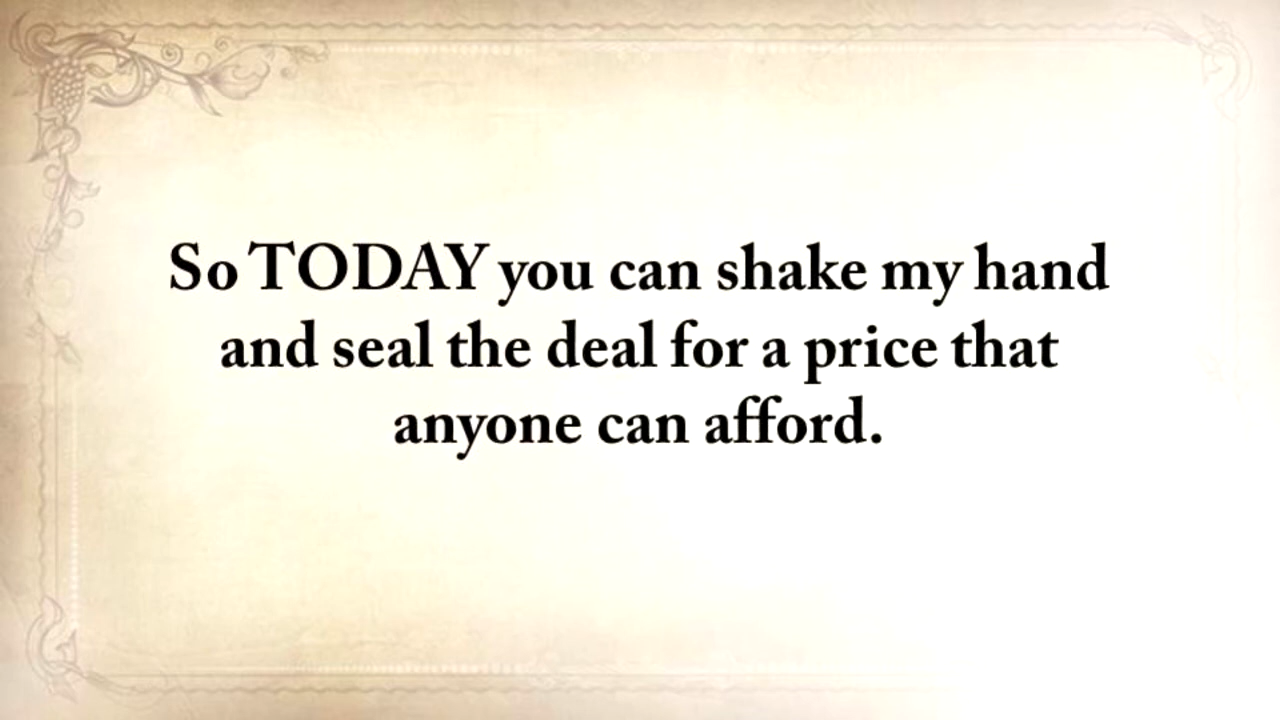 So TODAY you can shake my hand
and seal the deal for a price that
anyone can afford.